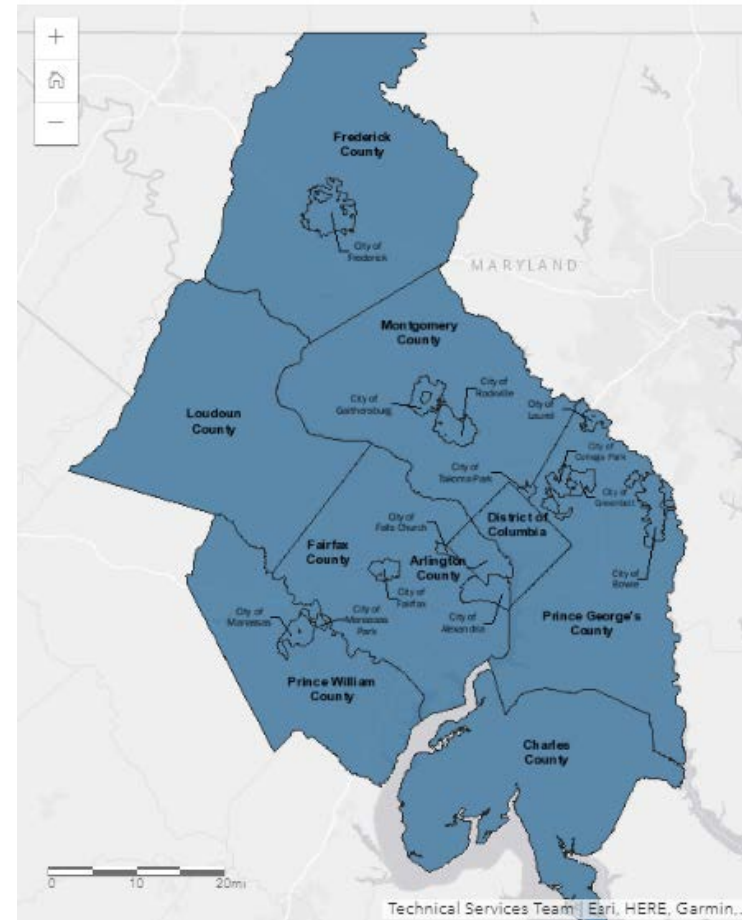 +
−
Frederick
County
City of
Frederick
MARYLAND
Montgomery
County
City of
Rockville
City of
Gaithersburg
City of
Laurel
Loudoun
County
City of
College Park
City of
Takoma Park
City of
Greenbelt
City of
Falls Church
District of
Columbia
Fairfax
County
Arlington
County
City of
Fairfax
City of
Bowie
City of
Manassas
City of
Manassas
Park
City of
Alexandria
Prince George's
County
Prince William
County
Charles
County
0 10 20mi
Technical Services Team | Esri, HERE, Garmin...